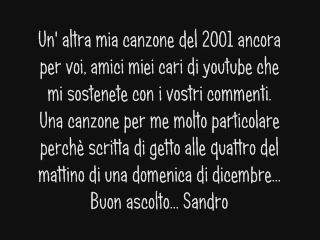 Un' altra mia canzone del 2001 ancora
per voi, amici miei cari di youtube che
mi sostenete con i vostri commenti.
Una canzone per me molto particolare
perchè scritta di getto alle quattro del
mattino di una domenica di dicembre...
Buon ascolto... Sandro